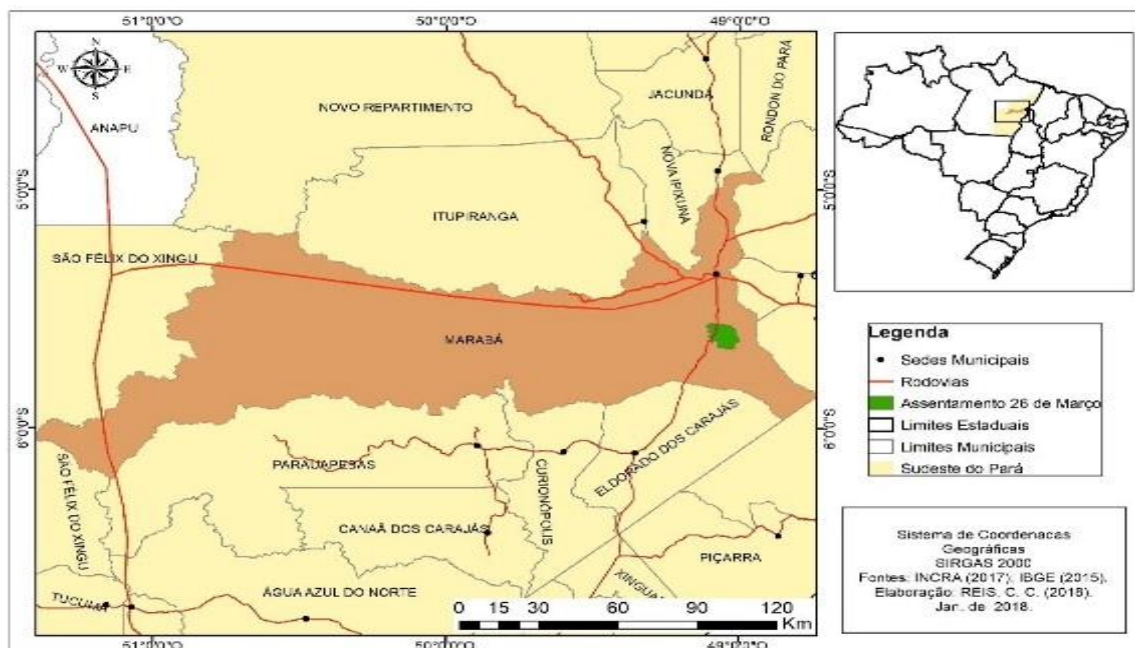 51°0'0"O
50°0'0"O
49°0'0"O
N
W
E
S
ANAPU
NOVO REPARTIMENTO
JACUNDA
RONDON DO PARÁ
NOVA IPIXUNA
5°0'0"S
5°0'0"S
ITUPIRANGA
SÃO FÉLIX DO XINGU
MARABÁ
6°0'0"S
6°0'0"S
PARAUAPEBAS
CURIONÓPOLIS
ELDORADO DOS CARAJÁS
SÃO FÉLIX DO XINGU
CANAÃ DOS CARAJÁS
PIÇARRA
XINGUA
TUCUMÃ
ÁGUA AZUL DO NORTE
0 15 30 60 90 120
Km
51°0'0"O
50°0'0"O
49°0'0"O
Legenda
Sedes Municipais
Rodovias
Assentamento 26 de Março
Limites Estaduais
Limites Municipais
Sudeste do Pará
Sistema de Coordenacas
Geográficas
SIRGAS 2000
Fontes: INCRA (2017), IBGE (2015).
Elaboração: REIS, C. C. (2018).
Jan. de 2018.